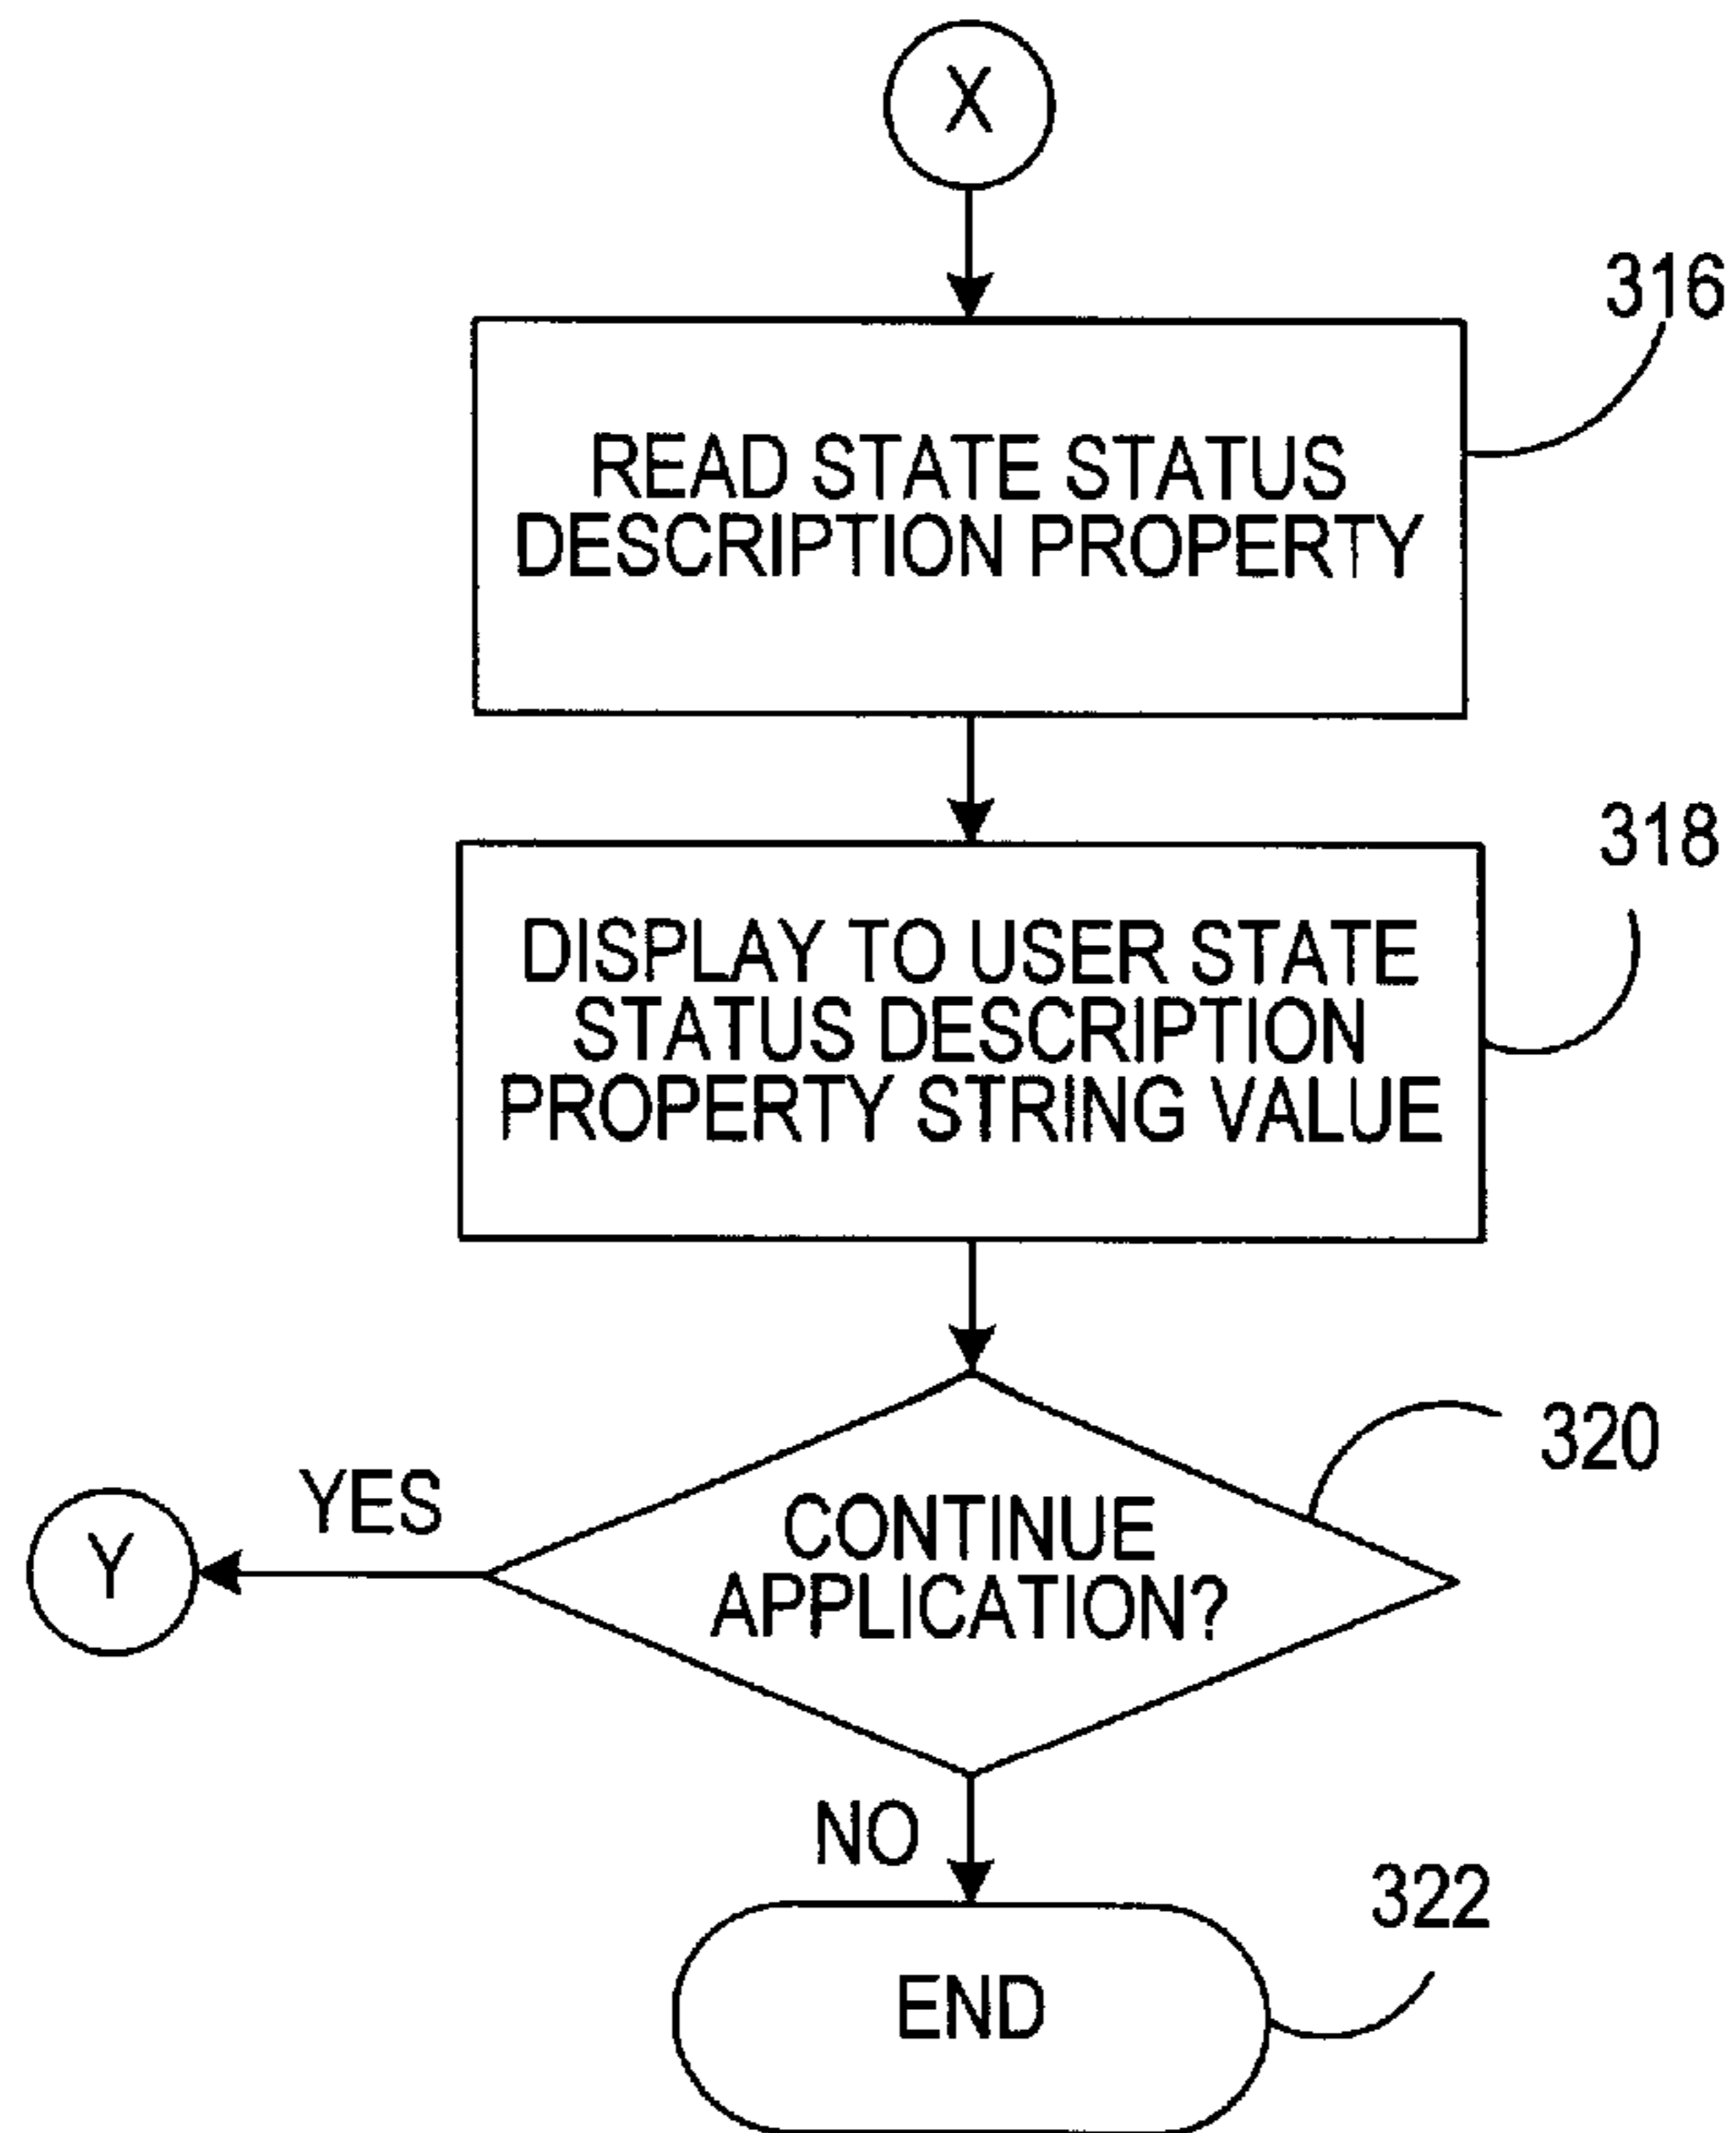 X
316
READ STATE STATUS
DESCRIPTION PROPERTY
318
DISPLAY TO USER STATE
STATUS DESCRIPTION
PROPERTY STRING VALUE
320
YES
CONTINUE
Y
APPLICATION?
NO
322
END